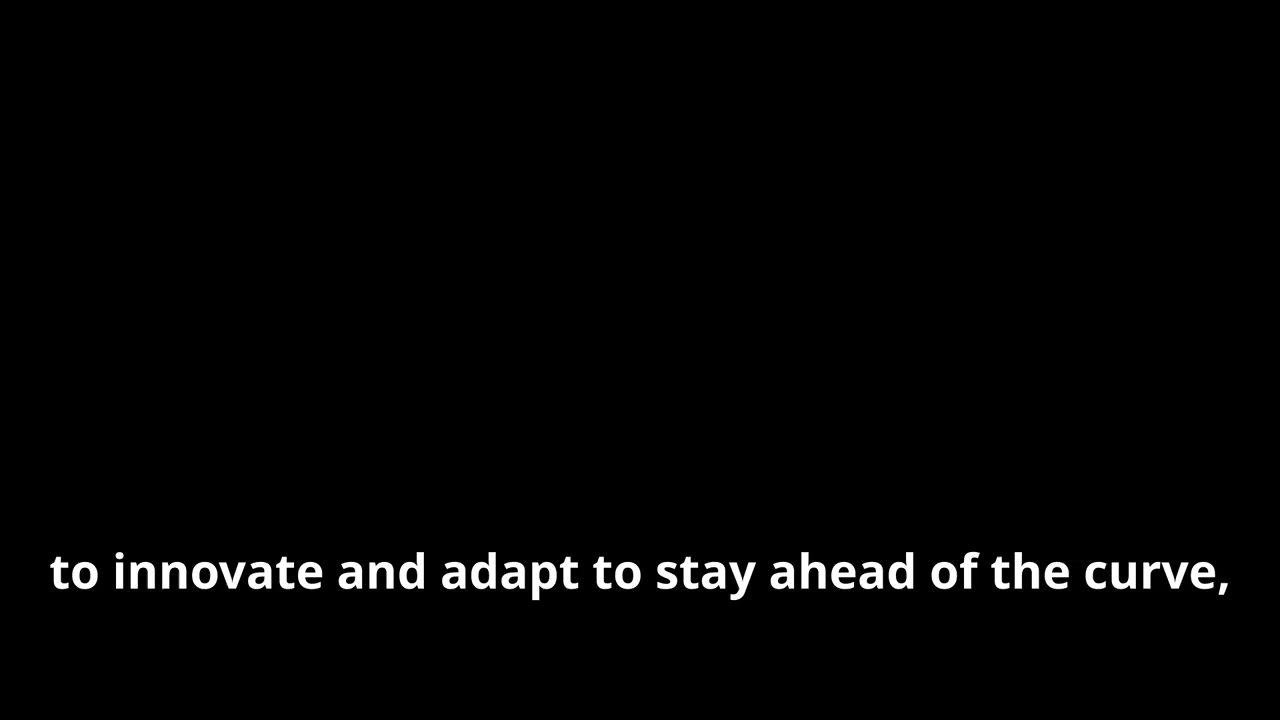 to innovate and adapt to stay ahead of the curve,